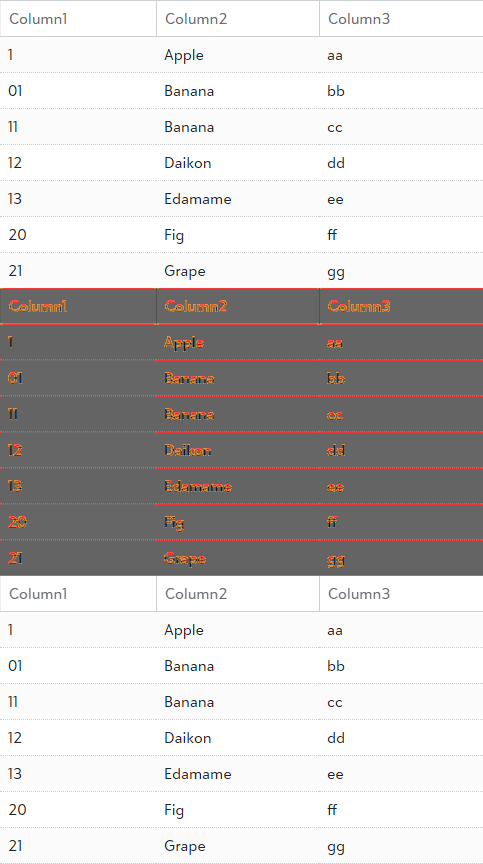 Column1 Column2 Column3
1 Apple aa
01 Banana bb
11 Banana cc
12 Daikon dd
13 Edamame ee
20 Fig ff
21 Grape gg
Column1 Column2 Column3
1 Apple aa
01 Banana bb
11 Banana cc
12 Daikon dd
13 Edamame ee
20 Fig ff
21 Grape gg
Column1 Column2 Column3
1 Apple aa
01 Banana bb
11 Banana cc
12 Daikon dd
13 Edamame ee
20 Fig ff
21 Grape gg